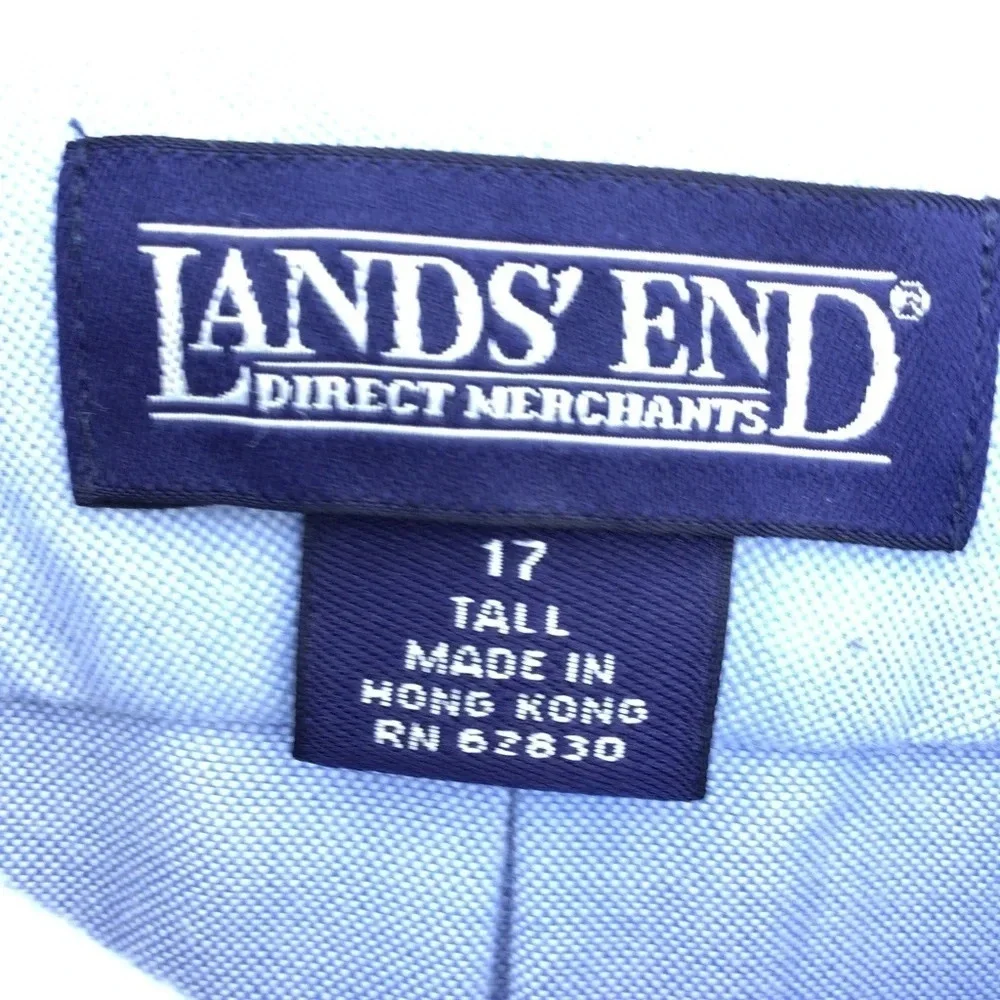 LANDS' END®
DIRECT MERCHANTS
17
TALL
MADE IN
HONG KONG
RN 62830